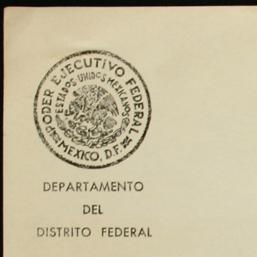 PODER EJECUTIVO FEDERAL
ESTADOS UNIDOS MEXICANOS
MEXICO, D.F.
DEPARTAMENTO
DEL
DISTRITO FEDERAL